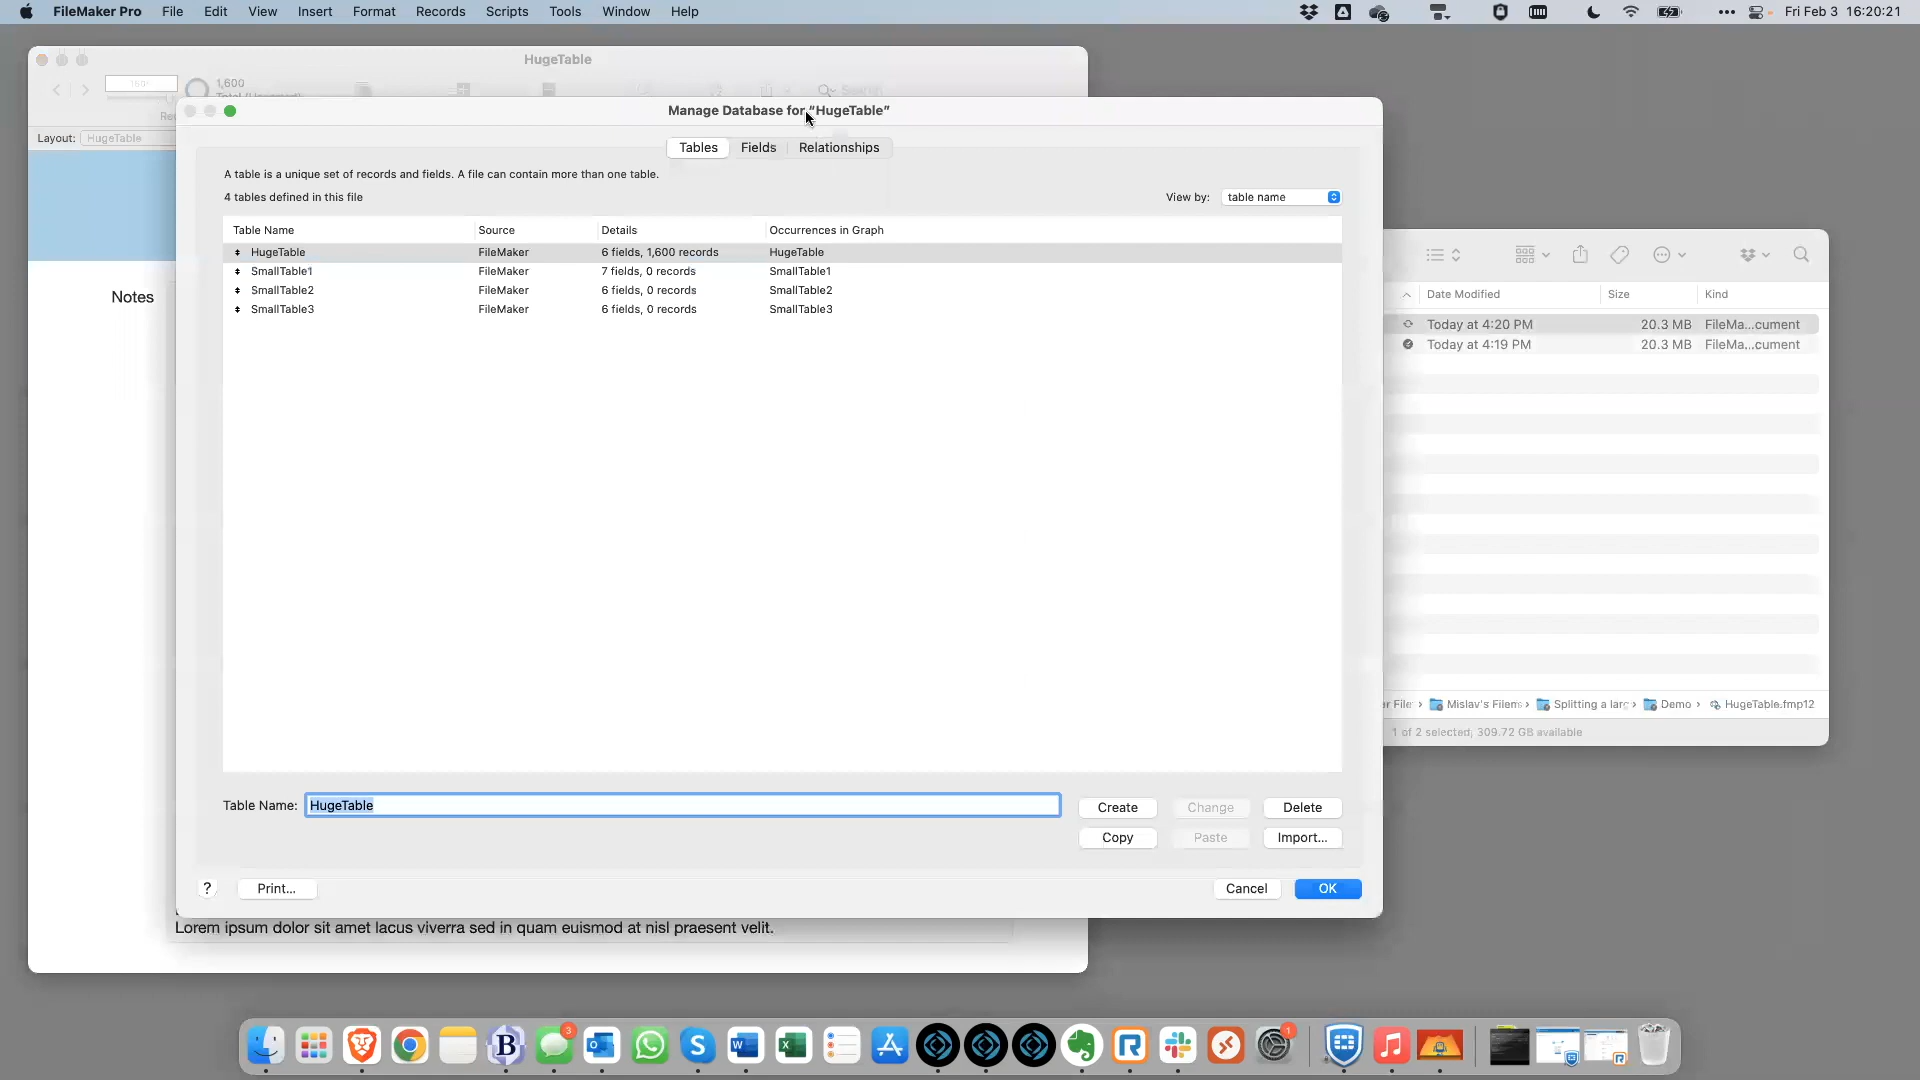 FileMaker Pro File Edit View Insert Format Records Scripts Tools Window Help Fri Feb 3 16:20:21
HugeTable
1,600
Search
Layout: HugeTable
Notes
Manage Database for "HugeTable"
Tables Fields Relationships
A table is a unique set of records and fields. A file can contain more than one table.
4 tables defined in this file
View by: table name
Table Name Source Details Occurrences in Graph
HugeTable FileMaker 6 fields, 1,600 records HugeTable
SmallTable1 FileMaker 7 fields, 0 records SmallTable1
SmallTable2 FileMaker 6 fields, 0 records SmallTable2
SmallTable3 FileMaker 6 fields, 0 records SmallTable3
Table Name: HugeTable
Create Change Delete
Copy Paste Import...
? Print... Cancel OK
Lorem ipsum dolor sit amet lacus viverra sed in quam euismod at nisl praesent velit.
Date Modified Size Kind
Today at 4:20 PM 20.3 MB FileMa...cument
Today at 4:19 PM 20.3 MB FileMa...cument
Mislav's Filem Splitting a larg Demo HugeTable.fmp12
1 of 2 selected, 309.72 GB available
3
1